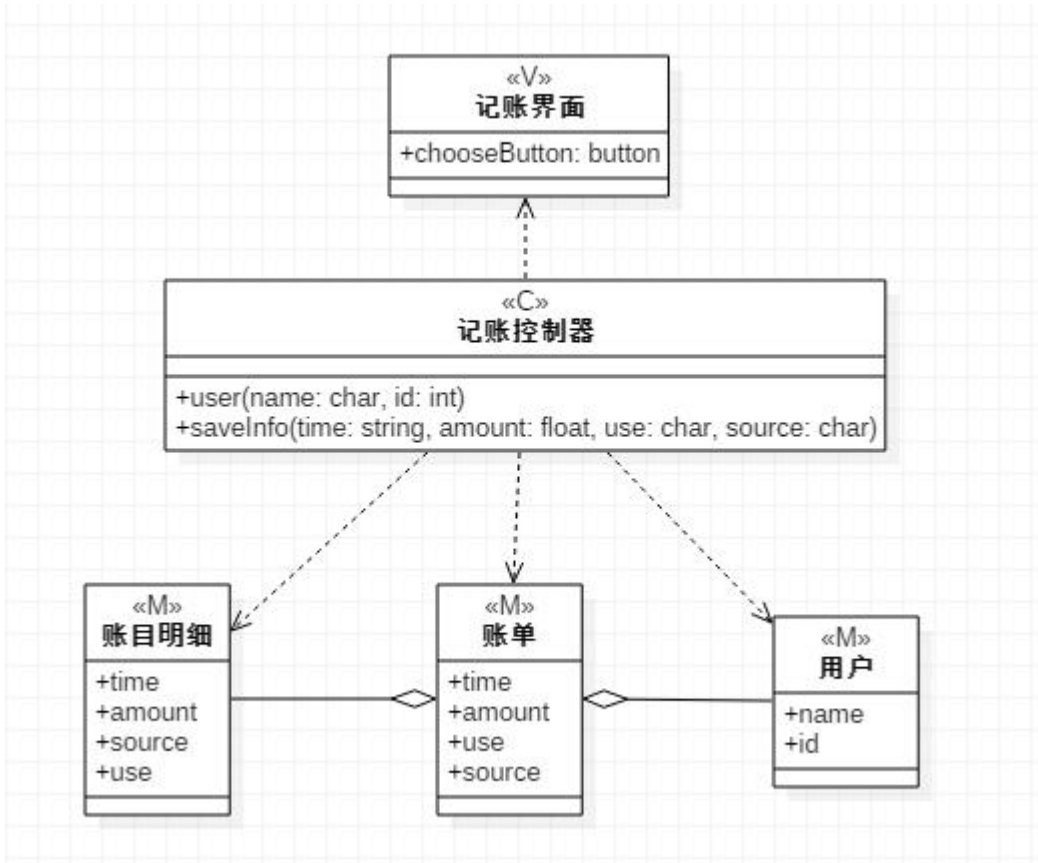 «V»
记账界面
+chooseButton: button
«C»
记账控制器
+user(name: char, id: int)
+saveInfo(time: string, amount: float, use: char, source: char)
«M»
账目明细
+time
+amount
+source
+use
«M»
账单
+time
+amount
+use
+source
«M»
用户
+name
+id